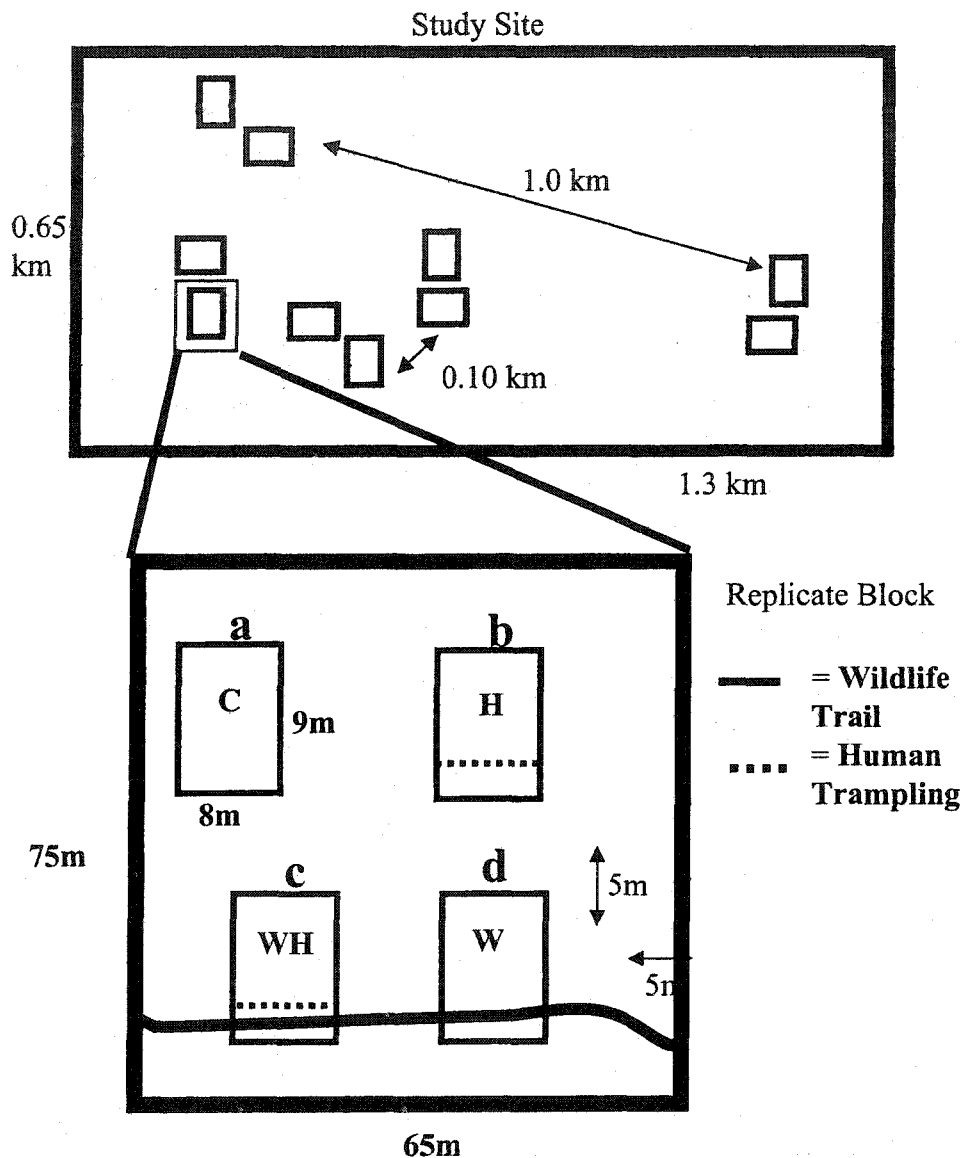 Study Site
1.0 km
0.65
km
0.10 km
1.3 km
Replicate Block
a
b
C
H
9m
8m
= Wildlife
Trail
= Human
Trampling
75m
c
d
5m
WH
W
5m
65m